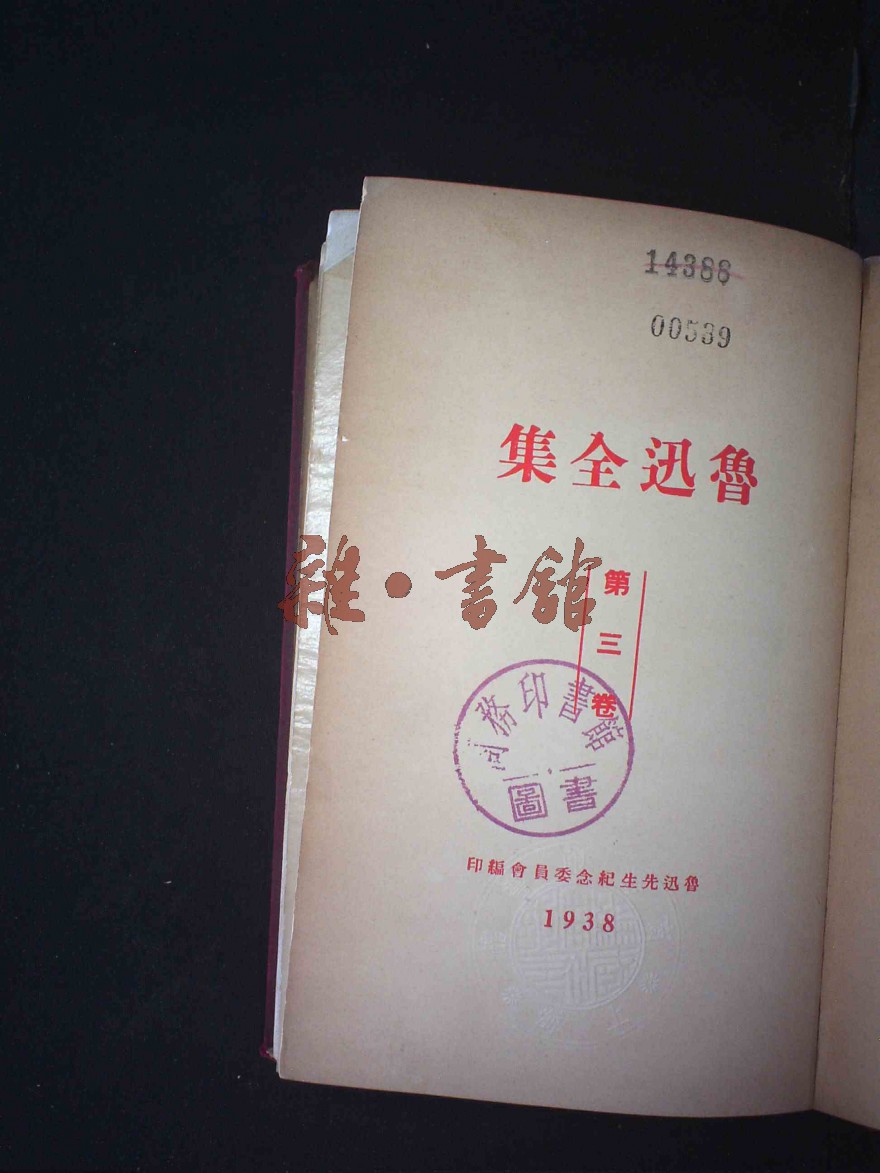 14388
00539
魯迅全集
雜·書館
第三卷
商務印書館
圖書
魯迅先生紀念委員會編印
1938